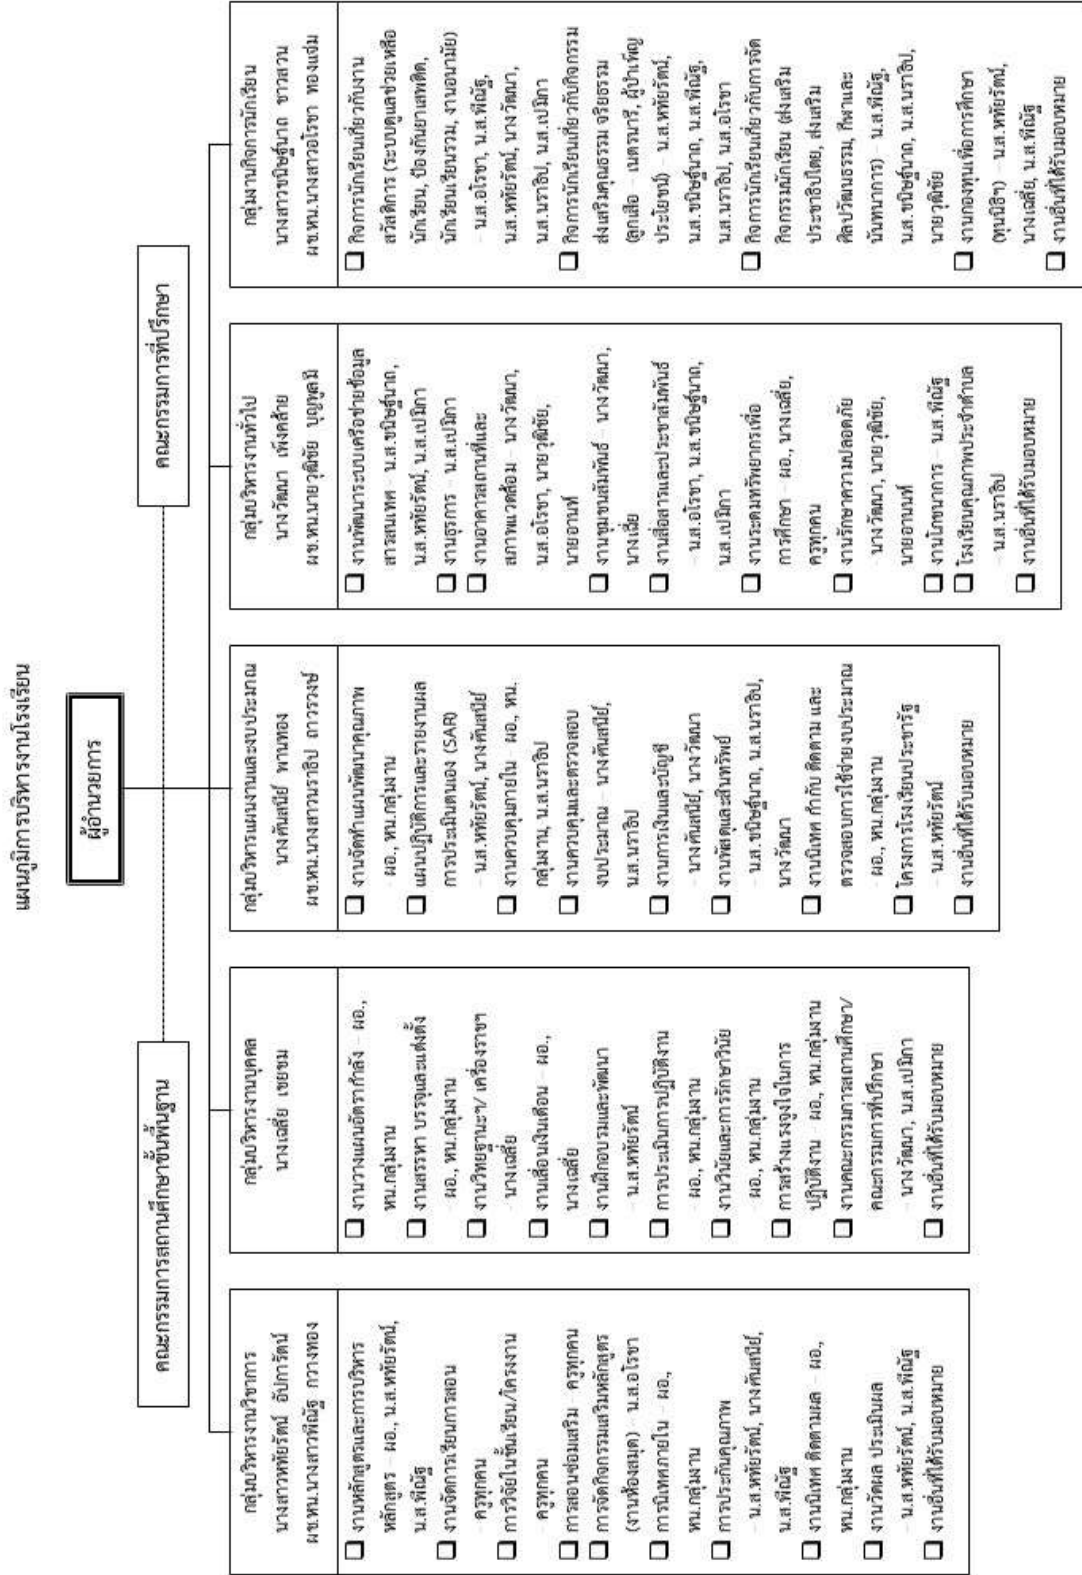 แผนภูมิการบริหารงานโรงเรียน
ผู้อำนวยการ
คณะกรรมการสถานศึกษาขั้นพื้นฐาน
คณะกรรมการที่ปรึกษา
กลุ่มบริหารงานวิชาการ
นางสาวหทัยรัตน์ อัปการัตน์
ผช.หน.นางสาวพิณัฐ กวางทอง
งานหลักสูตรและการบริหาร
หลักสูตร – ผอ., น.ส.หทัยรัตน์,
น.ส.พิณัฐ
งานจัดการเรียนการสอน
- ครูทุกคน
การวิจัยในชั้นเรียน/โครงงาน
- ครูทุกคน
การสอนซ่อมเสริม - ครูทุกคน
การจัดกิจกรรมเสริมหลักสูตร
(งานห้องสมุด) – น.ส.อโรชา
การนิเทศภายใน – ผอ.,
หน.กลุ่มงาน
การประกันคุณภาพ
- น.ส.หทัยรัตน์, นางคันสนีย์,
น.ส.พิณัฐ
งานนิเทศ ติดตามผล – ผอ.,
หน.กลุ่มงาน
งานวัดผล ประเมินผล
- น.ส.หทัยรัตน์, น.ส.พิณัฐ
งานอื่นที่ได้รับมอบหมาย
กลุ่มบริหารงานบุคคล
นางเฉลี่ย เชยชม
งานวางแผนอัตรากำลัง – ผอ.,
หน.กลุ่มงาน
งานสรรหา บรรจุและแต่งตั้ง
- ผอ., หน.กลุ่มงาน
งานวิทยฐานะฯ/ เครื่องราชฯ
- นางเฉลี่ย
งานเลื่อนเงินเดือน – ผอ.,
นางเฉลี่ย
งานฝึกอบรมและพัฒนา
- น.ส.หทัยรัตน์
การประเมินการปฏิบัติงาน
- ผอ., หน.กลุ่มงาน
งานวินัยและการรักษาวินัย
- ผอ., หน.กลุ่มงาน
การสร้างแรงจูงใจในการ
ปฏิบัติงาน - ผอ., หน.กลุ่มงาน
งานคณะกรรมการสถานศึกษา/
คณะกรรมการที่ปรึกษา
- นางวัฒนา, น.ส.เปมิกา
งานอื่นที่ได้รับมอบหมาย
กลุ่มบริหารแผนงานและงบประมาณ
นางคันสนีย์ พานทอง
ผช.หน.นางสาวนราธิป ถาวรวงษ์
งานจัดทำแผนพัฒนาคุณภาพ
- ผอ., หน.กลุ่มงาน
แผนปฏิบัติการและรายงานผล
การประเมินตนเอง (SAR)
- น.ส.หทัยรัตน์, นางคันสนีย์
งานควบคุมภายใน – ผอ., หน.
กลุ่มงาน, น.ส.นราธิป
งานควบคุมและตรวจสอบ
งบประมาณ – นางคันสนีย์,
น.ส.นราธิป
งานการเงินและบัญชี
- นางคันสนีย์, นางวัฒนา
งานพัสดุและสินทรัพย์
- น.ส.ขนิษฐ์นาถ, น.ส.นราธิป,
นางวัฒนา
งานนิเทศ กำกับ ติดตาม และ
ตรวจสอบการใช้จ่ายงบประมาณ
- ผอ., หน.กลุ่มงาน
โครงการโรงเรียนประชารัฐ
- น.ส.หทัยรัตน์
งานอื่นที่ได้รับมอบหมาย
กลุ่มบริหารงานทั่วไป
นางวัฒนา เพ็งคล้าย
ผช.หน.นายวุฒิชัย บุญพูลมี
งานพัฒนาระบบเครือข่ายข้อมูล
สารสนเทศ - น.ส.ขนิษฐ์นาถ,
น.ส.หทัยรัตน์, น.ส.เปมิกา
งานธุรการ – น.ส.เปมิกา
งานอาคารสถานที่และ
สภาพแวดล้อม – นางวัฒนา,
น.ส.อโรชา, นายวุฒิชัย,
นายอานนท์
งานชุมชนสัมพันธ์ – นางวัฒนา,
นางเฉลี่ย
งานสื่อสารและประชาสัมพันธ์
- น.ส.อโรชา, น.ส.ขนิษฐ์นาถ,
น.ส.เปมิกา
งานระดมทรัพยากรเพื่อ
การศึกษา – ผอ., นางเฉลี่ย,
ครูทุกคน
งานรักษาความปลอดภัย
- นางวัฒนา, นายวุฒิชัย,
นายอานนท์
งานโภชนาการ – น.ส.พิณัฐ
โรงเรียนคุณภาพประจำตำบล
- น.ส.นราธิป
งานอื่นที่ได้รับมอบหมาย
กลุ่มงานกิจการนักเรียน
นางสาวขนิษฐ์นาถ ขาวสวน
ผช.หน.นางสาวอโรชา ทองแจ่ม
กิจการนักเรียนเกี่ยวกับงาน
สวัสดิการ (ระบบดูแลช่วยเหลือ
นักเรียน, ป้องกันยาเสพติด,
นักเรียนเรียนรวม, งานอนามัย)
- น.ส.อโรชา, น.ส.พิณัฐ,
น.ส.หทัยรัตน์, นางวัฒนา,
น.ส.นราธิป, น.ส.เปมิกา
กิจการนักเรียนเกี่ยวกับกิจกรรม
ส่งเสริมคุณธรรม จริยธรรม
(ลูกเสือ – เนตรนารี, ผู้บำเพ็ญ
ประโยชน์) – น.ส.หทัยรัตน์,
น.ส.ขนิษฐ์นาถ, น.ส.พิณัฐ,
น.ส.นราธิป, น.ส.อโรชา
กิจการนักเรียนเกี่ยวกับการจัด
กิจกรรมนักเรียน (ส่งเสริม
ประชาธิปไตย, ส่งเสริม
ศิลปวัฒนธรรม, กีฬาและ
นันทนาการ) – น.ส.พิณัฐ,
น.ส.ขนิษฐ์นาถ, น.ส.นราธิป,
นายวุฒิชัย
งานกองทุนเพื่อการศึกษา
(ทุนนิธิฯ) – น.ส.หทัยรัตน์,
นางเฉลี่ย, น.ส.พิณัฐ
งานอื่นที่ได้รับมอบหมาย